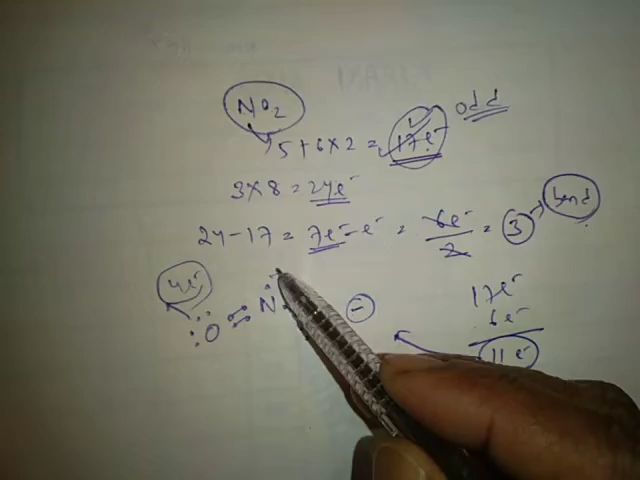 NO₂
5+6×2 = 17e⁻ odd
3×8 = 24e⁻
24-17 = 7e⁻-e⁻ = 6e⁻/2 = 3 → bend
4e⁻
:O = N
⊖
17e⁻
6e⁻
11e⁻